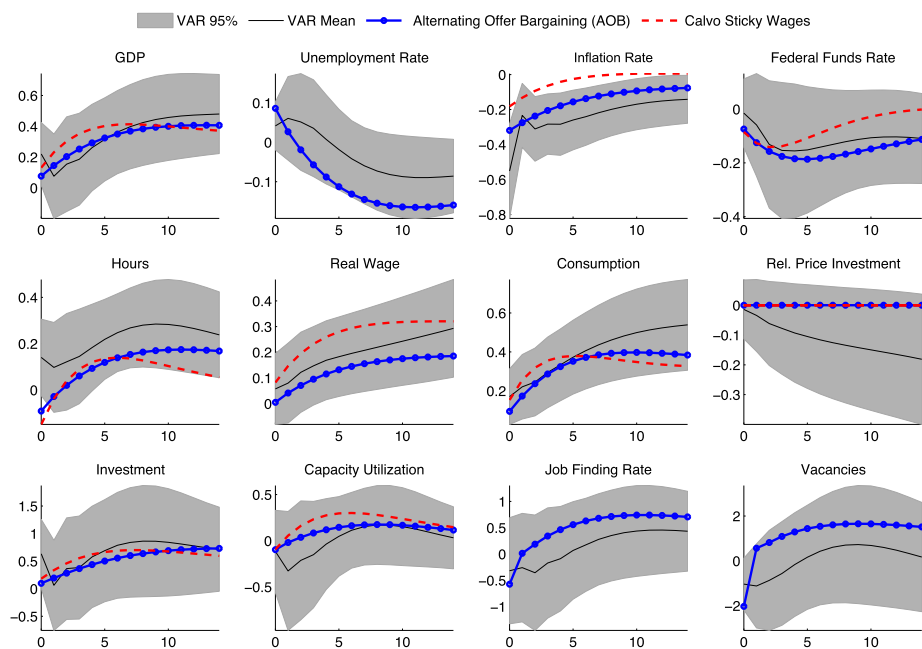 VAR 95% VAR Mean Alternating Offer Bargaining (AOB) Calvo Sticky Wages
GDP Unemployment Rate Inflation Rate Federal Funds Rate
0.6
0.4
0.2
0
0 5 10
0.1
0
−0.1
0 5 10
0
−0.2
−0.4
−0.6
−0.8
0 5 10
0
−0.2
−0.4
0 5 10
Hours Real Wage Consumption Rel. Price Investment
0.4
0.2
0
0 5 10
0.4
0.3
0.2
0.1
0
0 5 10
0.6
0.4
0.2
0 5 10
0
−0.1
−0.2
−0.3
0 5 10
Investment Capacity Utilization Job Finding Rate Vacancies
1.5
1
0.5
0
−0.5
0 5 10
0.5
0
−0.5
0 5 10
1
0.5
0
−0.5
−1
0 5 10
2
0
−2
0 5 10